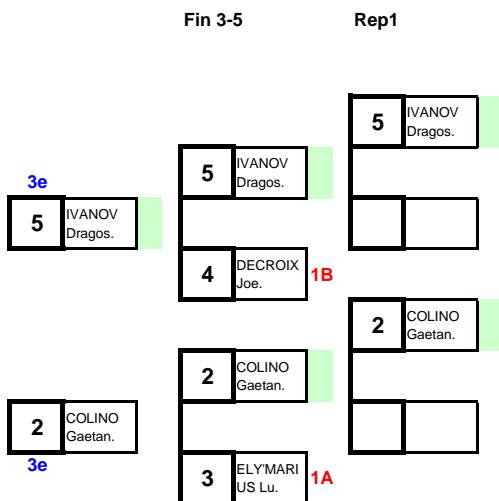 Fin 3-5 Rep1
5 IVANOV
Dragos.
5 IVANOV
Dragos.
3e
5 IVANOV
Dragos.
4 DECROIX
Joe. 1B
2 COLINO
Gaetan.
2 COLINO
Gaetan.
2 COLINO
Gaetan.
3e
3 ELY'MARI
US Lu. 1A